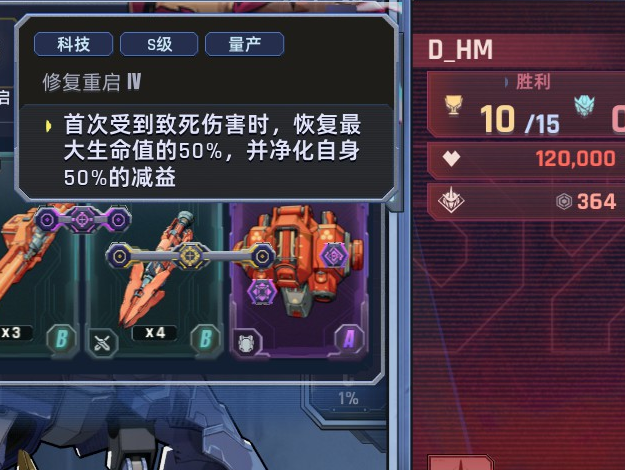 科技 S级 量产
修复重启 IV
首次受到致死伤害时，恢复最
大生命值的50%，并净化自身
50%的减益
启
x3 B
x4 B
A
1%
D_HM
胜利
10 /15
120,000
364